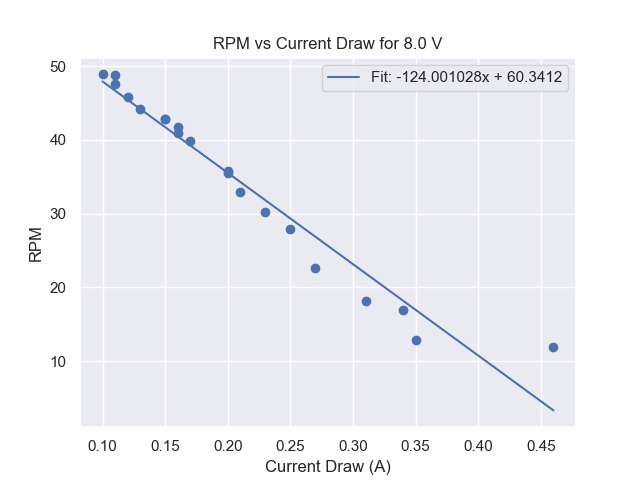 RPM vs Current Draw for 8.0 V
Fit: -124.001028x + 60.3412
50
40
30
20
10
RPM
0.10 0.15 0.20 0.25 0.30 0.35 0.40 0.45
Current Draw (A)